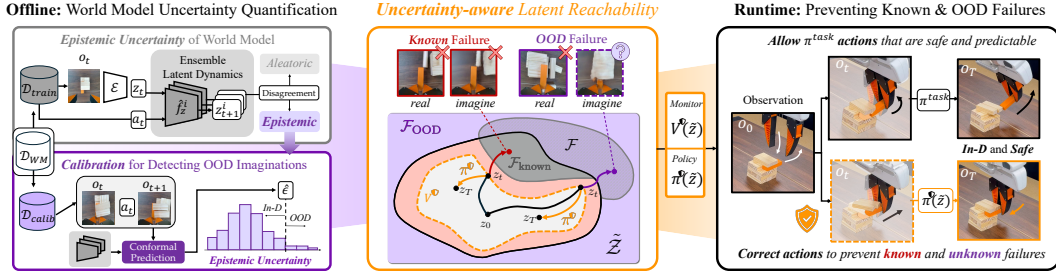 Offline: World Model Uncertainty Quantification
Epistemic Uncertainty of World Model
𝒟_train
o_t
ℰ
z_t
a_t
Ensemble
Latent Dynamics
f̂_z^i
z_{t+1}^i
Aleatoric
Disagreement
Epistemic
𝒟_WM
Calibration for Detecting OOD Imaginations
𝒟_calib
o_t
a_t
o_{t+1}
Conformal
Prediction
ε̂
In-D
OOD
Epistemic Uncertainty
Uncertainty-aware Latent Reachability
Known Failure
OOD Failure
?
real
imagine
real
imagine
ℱ_OOD
ℱ
ℱ_known
π
V
z_t
z_T
z_0
z_t
z_T
π
𝒵̃
Monitor
V(z̃)
Policy
π(z̃)
Runtime: Preventing Known & OOD Failures
Allow π^task actions that are safe and predictable
Observation
o_0
o_t
π^task
o_T
In-D and Safe
o_t
π(z̃)
o_T
Correct actions to prevent known and unknown failures